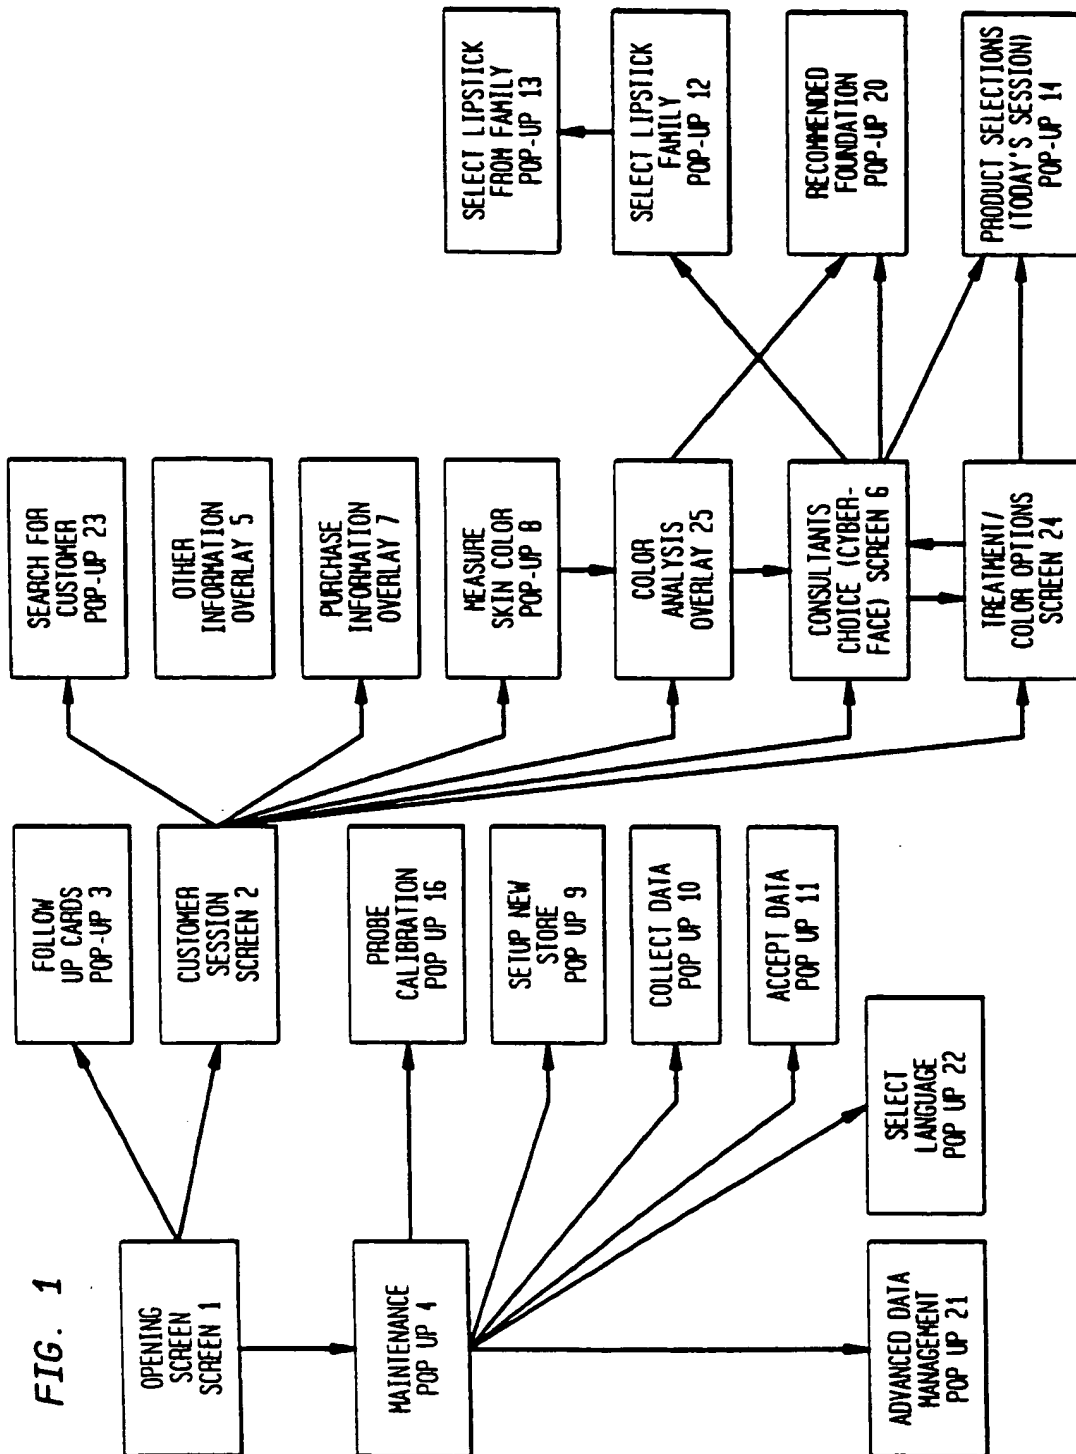 FIG. 1
OPENING
SCREEN
SCREEN 1
MAINTENANCE
POP UP 4
ADVANCED DATA
MANAGEMENT
POP UP 21
FOLLOW
UP CARDS
POP-UP 3
CUSTOMER
SESSION
SCREEN 2
PROBE
CALIBRATION
POP UP 16
SETUP NEW
STORE
POP UP 9
COLLECT DATA
POP UP 10
ACCEPT DATA
POP UP 11
SELECT
LANGUAGE
POP UP 22
SEARCH FOR
CUSTOMER
POP-UP 23
OTHER
INFORMATION
OVERLAY 5
PURCHASE
INFORMATION
OVERLAY 7
MEASURE
SKIN COLOR
POP-UP 8
COLOR
ANALYSIS
OVERLAY 25
CONSULTANTS
CHOICE (CYBER-
FACE) SCREEN 6
TREATMENT/
COLOR OPTIONS
SCREEN 24
SELECT LIPSTICK
FROM FAMILY
POP-UP 13
SELECT LIPSTICK
FAMILY
POP-UP 12
RECOMMENDED
FOUNDATION
POP-UP 20
PRODUCT SELECTIONS
(TODAY'S SESSION)
POP-UP 14